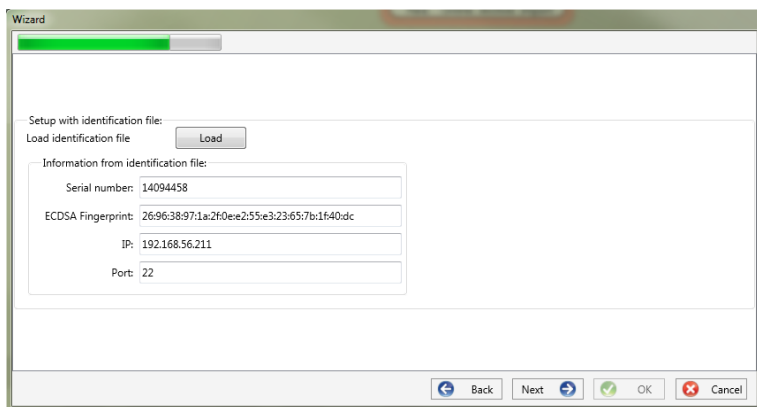 Wizard
Setup with identification file:
Load identification file Load
Information from identification file:
Serial number: 14094458
ECDSA Fingerprint: 26:96:38:97:1a:2f:0e:e2:55:e3:23:65:7b:1f:40:dc
IP: 192.168.56.211
Port: 22
Back Next OK Cancel